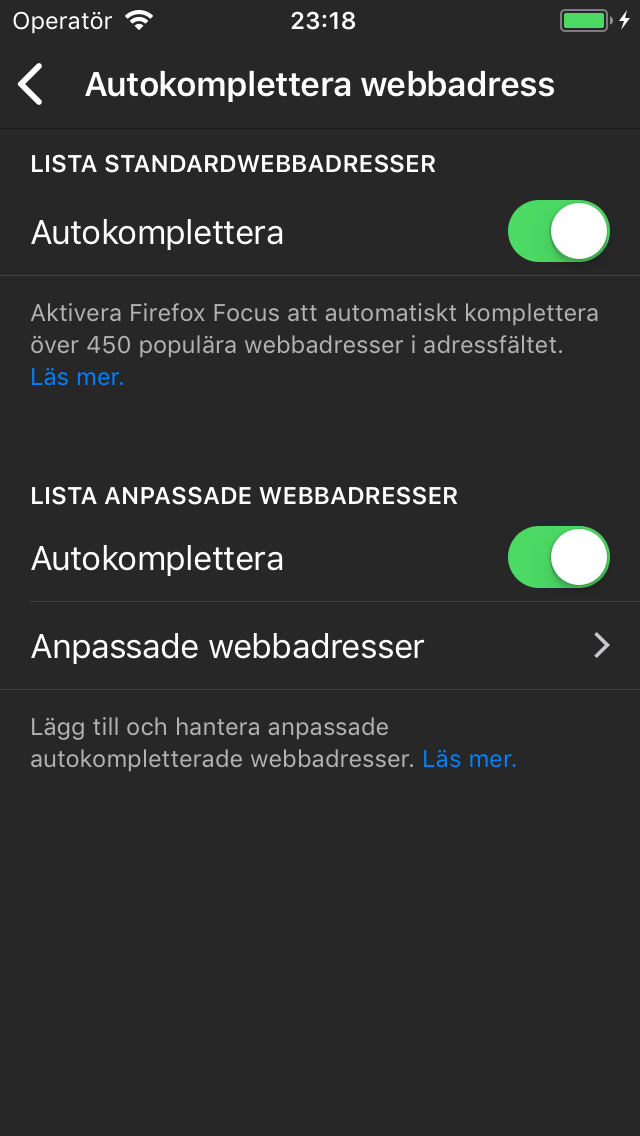 Operatör 23:18
Autokomplettera webbadress
LISTA STANDARDWEBBADRESSER
Autokomplettera
Aktivera Firefox Focus att automatiskt komplettera
över 450 populära webbadresser i adressfältet.
Läs mer.
LISTA ANPASSADE WEBBADRESSER
Autokomplettera
Anpassade webbadresser
Lägg till och hantera anpassade
autokompletterade webbadresser. Läs mer.